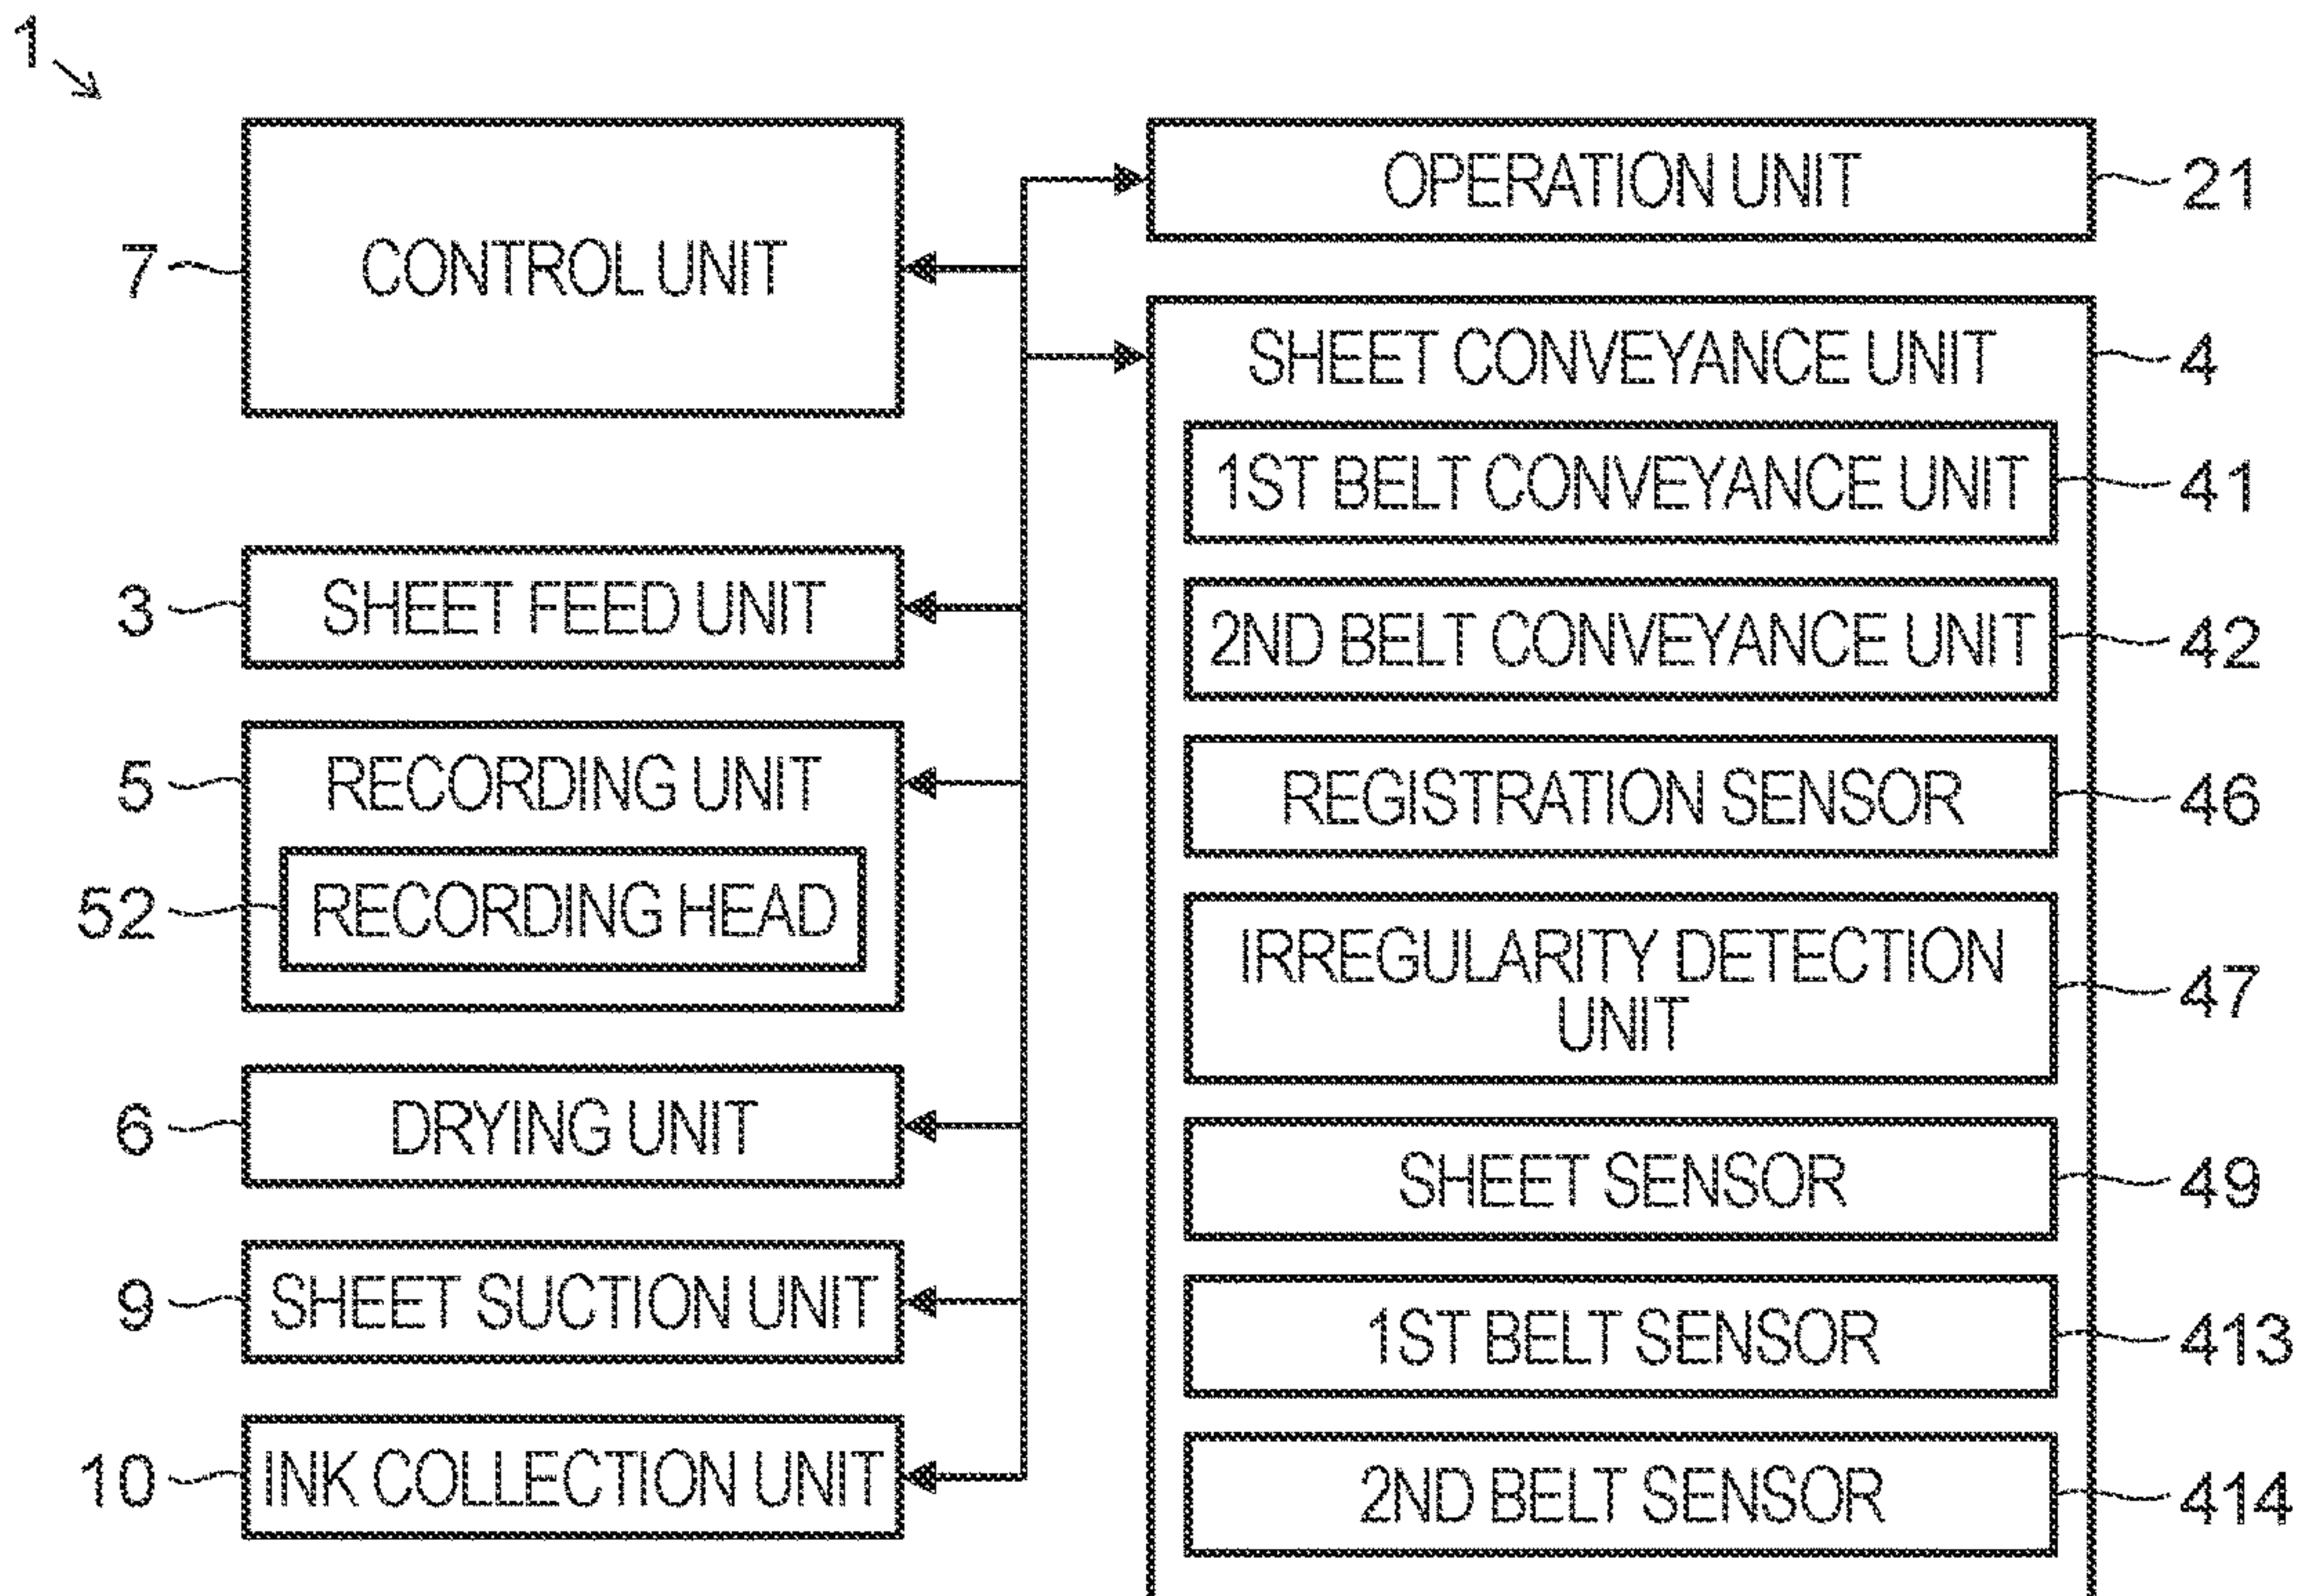 1
7
CONTROL UNIT
3
SHEET FEED UNIT
5
RECORDING UNIT
52
RECORDING HEAD
6
DRYING UNIT
9
SHEET SUCTION UNIT
10
INK COLLECTION UNIT
OPERATION UNIT
21
SHEET CONVEYANCE UNIT
4
1ST BELT CONVEYANCE UNIT
41
2ND BELT CONVEYANCE UNIT
42
REGISTRATION SENSOR
46
IRREGULARITY DETECTION
UNIT
47
SHEET SENSOR
49
1ST BELT SENSOR
413
2ND BELT SENSOR
414